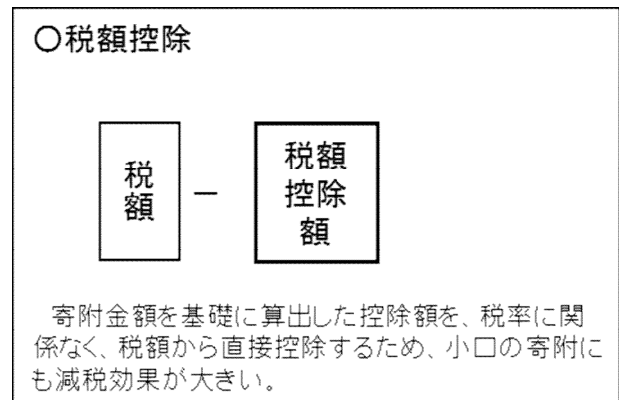 ○税額控除
税額
－
税額
控除
額
寄附金額を基礎に算出した控除額を、税率に関
係なく、税額から直接控除するため、小口の寄附に
も減税効果が大きい。